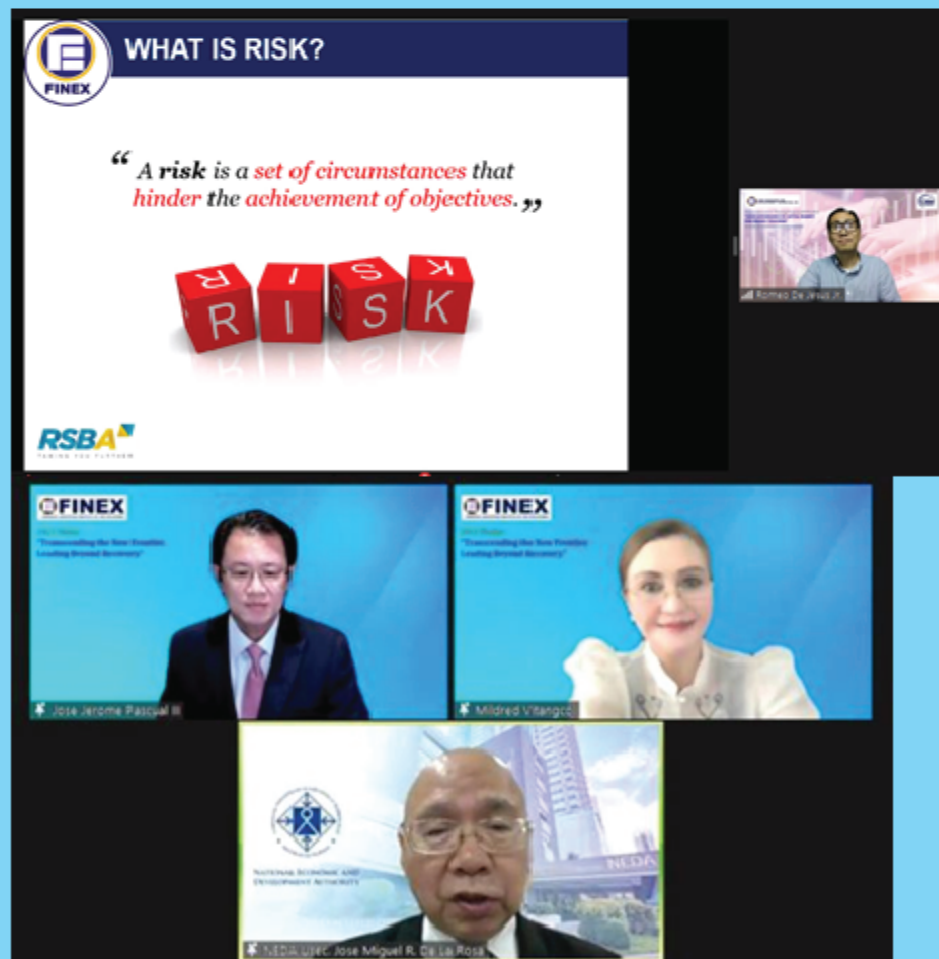 FINEX
WHAT IS RISK?
“ A risk is a set of circumstances that
hinder the achievement of objectives. „
R I S K
R I S S K
RSBA
Romeo De Jesus Jr.
FINEX
"Transcending the New Frontier:
Leading Beyond Recovery"
Jose Jerome Pascual III
FINEX
"Transcending the New Frontier:
Leading Beyond Recovery"
Mildred Vitangcol
NATIONAL ECONOMIC AND
DEVELOPMENT AUTHORITY
NEDA
NEDA Usec. Jose Miguel R. De La Rosa